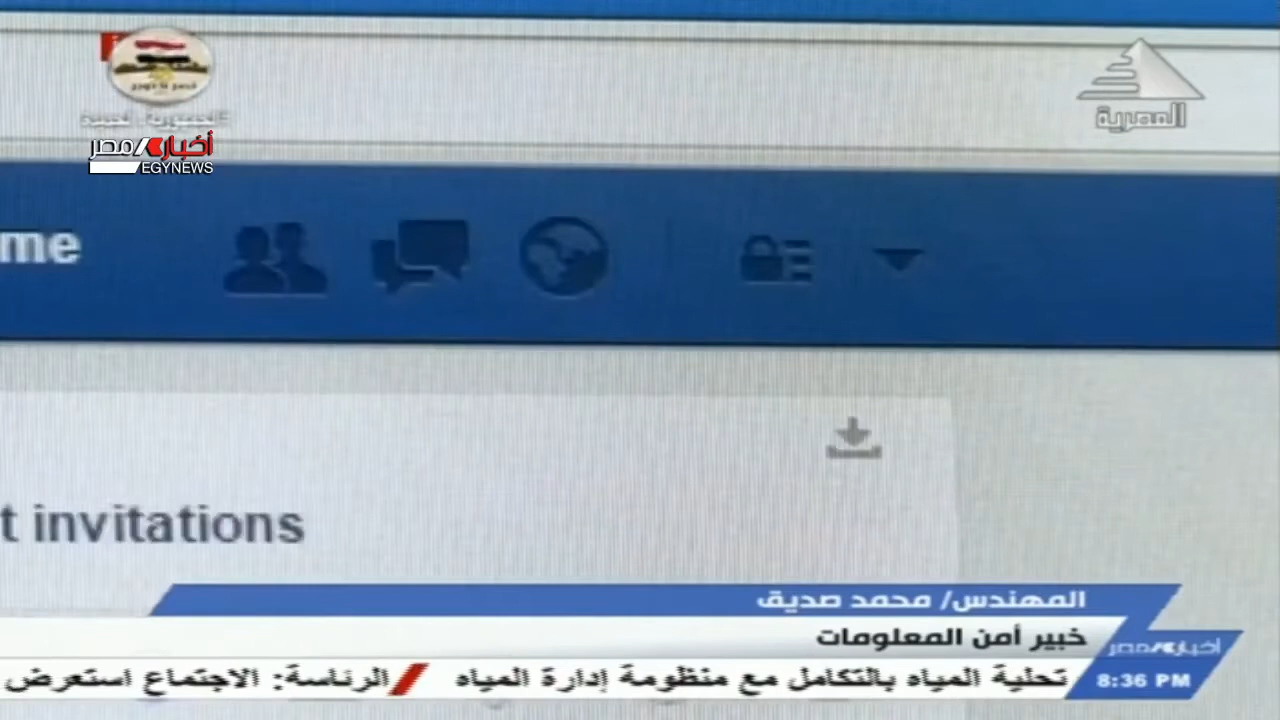 المصرية
أخبار مصر
EGYNEWS
me
t invitations
المهندس/ محمد صديق
خبير أمن المعلومات
أخبار مصر
تحلية المياه بالتكامل مع منظومة إدارة المياه
الرئاسة: الاجتماع استعرض
8:36 PM